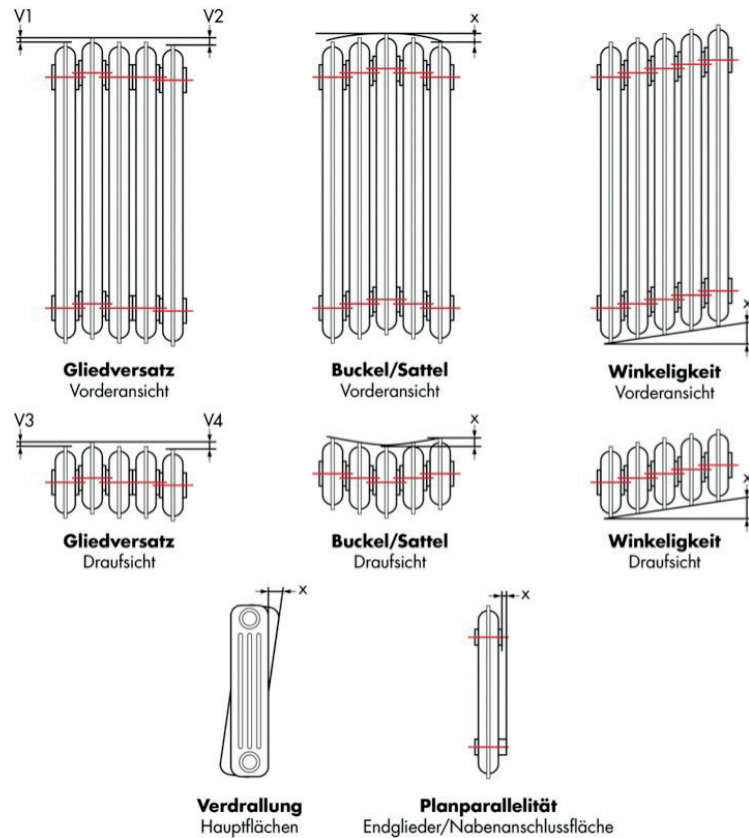 V1
V2
x
Gliedversatz
Vorderansicht
Buckel/Sattel
Vorderansicht
x
Winkeligkeit
Vorderansicht
V3
V4
x
Gliedversatz
Draufsicht
Buckel/Sattel
Draufsicht
x
Winkeligkeit
Draufsicht
x
x
Verdrallung
Hauptflächen
Planparallelität
Endglieder/Nabenanschlussfläche